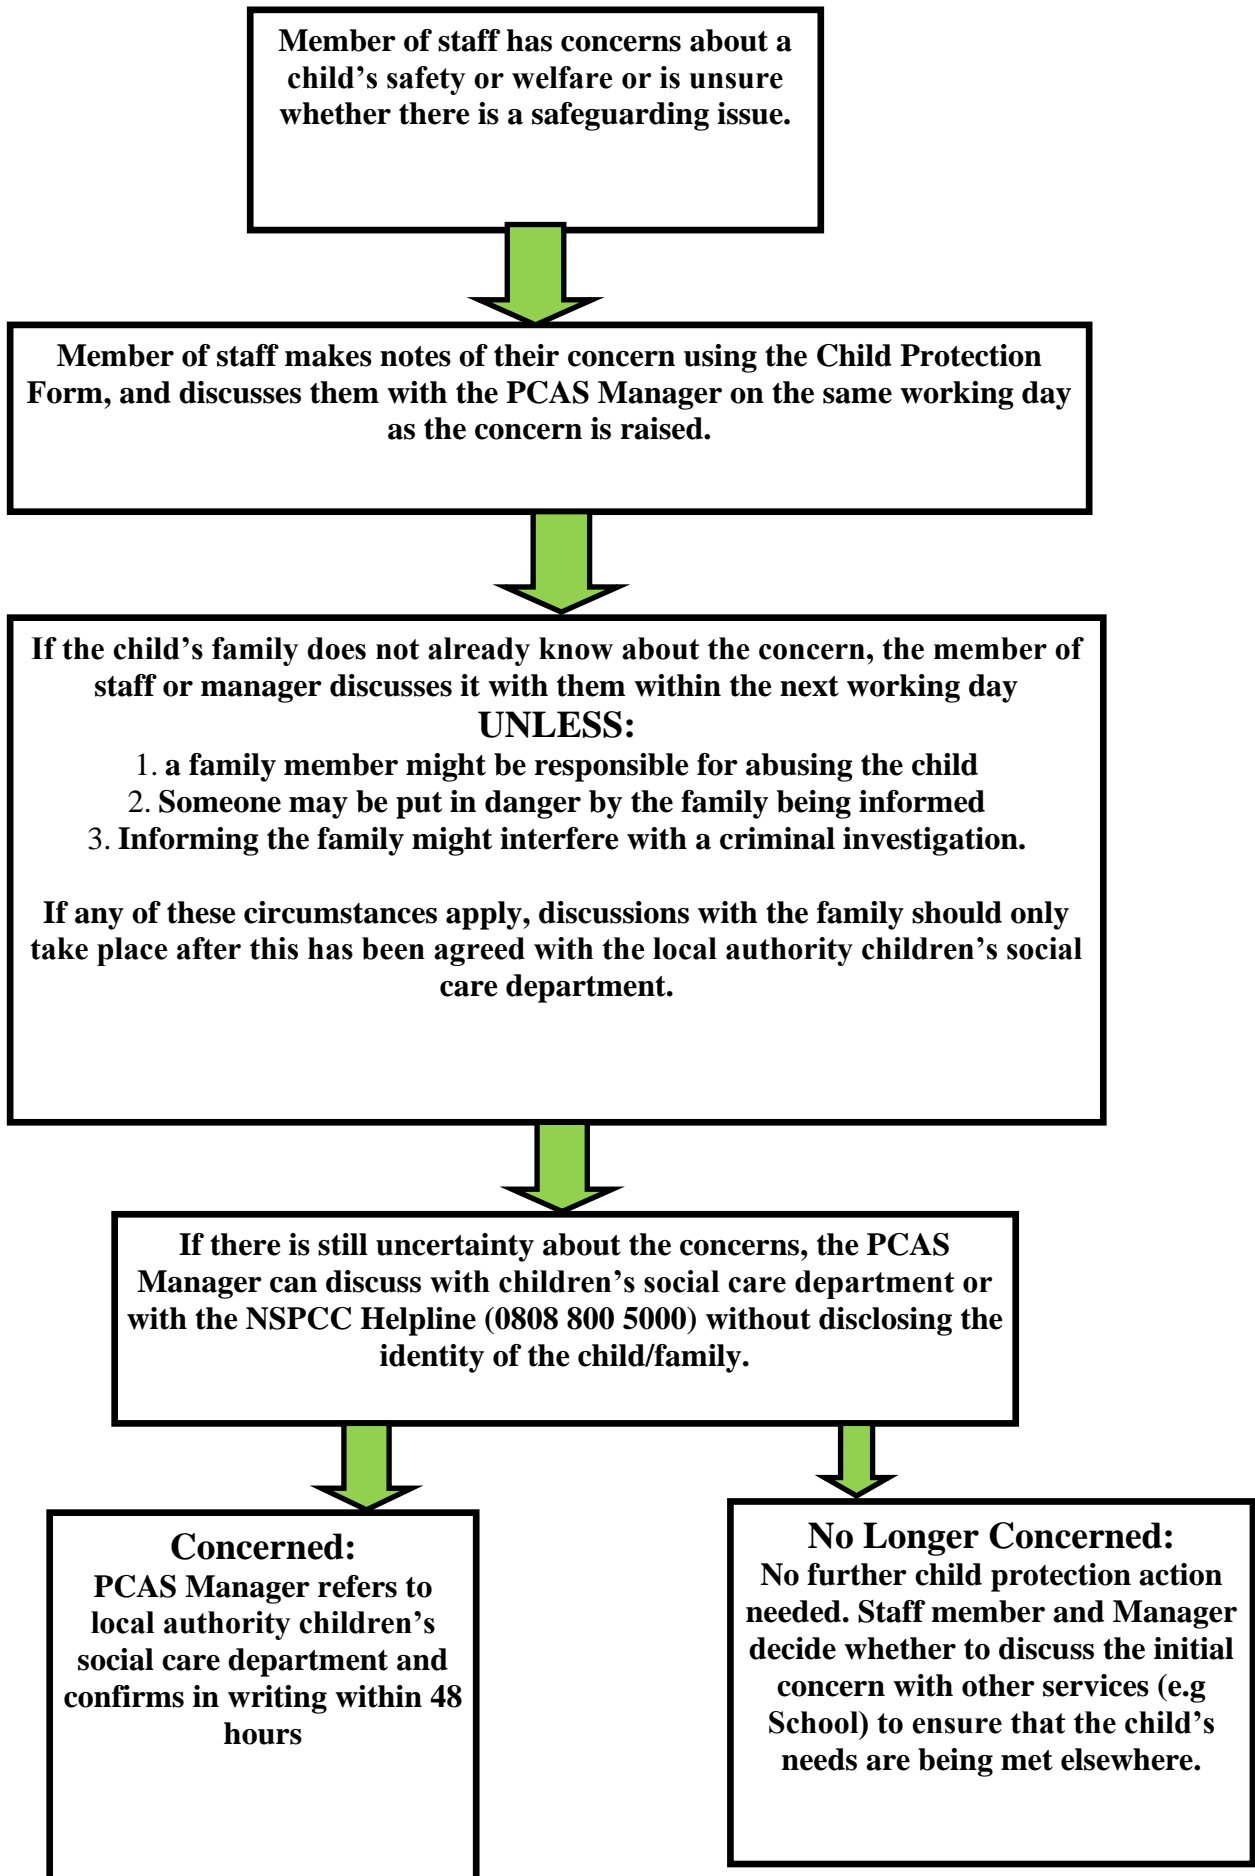 Member of staff has concerns about a
child’s safety or welfare or is unsure
whether there is a safeguarding issue.
Member of staff makes notes of their concern using the Child Protection
Form, and discusses them with the PCAS Manager on the same working day
as the concern is raised.
If the child’s family does not already know about the concern, the member of
staff or manager discusses it with them within the next working day
UNLESS:
1. a family member might be responsible for abusing the child
2. Someone may be put in danger by the family being informed
3. Informing the family might interfere with a criminal investigation.
If any of these circumstances apply, discussions with the family should only
take place after this has been agreed with the local authority children’s social
care department.
If there is still uncertainty about the concerns, the PCAS
Manager can discuss with children’s social care department or
with the NSPCC Helpline (0808 800 5000) without disclosing the
identity of the child/family.
Concerned:
PCAS Manager refers to
local authority children’s
social care department and
confirms in writing within 48
hours
No Longer Concerned:
No further child protection action
needed. Staff member and Manager
decide whether to discuss the initial
concern with other services (e.g
School) to ensure that the child’s
needs are being met elsewhere.